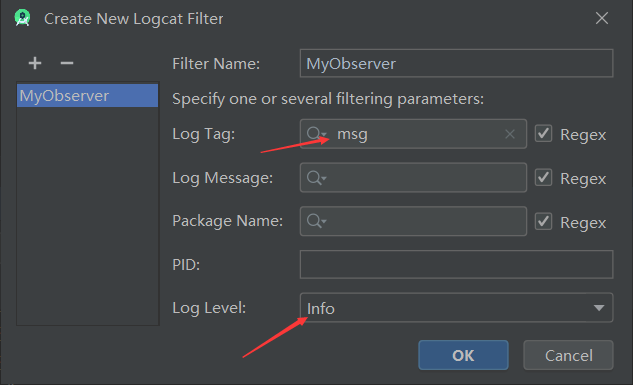 Create New Logcat Filter
Filter Name: MyObserver
MyObserver
Specify one or several filtering parameters:
Log Tag: msg Regex
Log Message: Regex
Package Name: Regex
PID:
Log Level: Info
OK Cancel